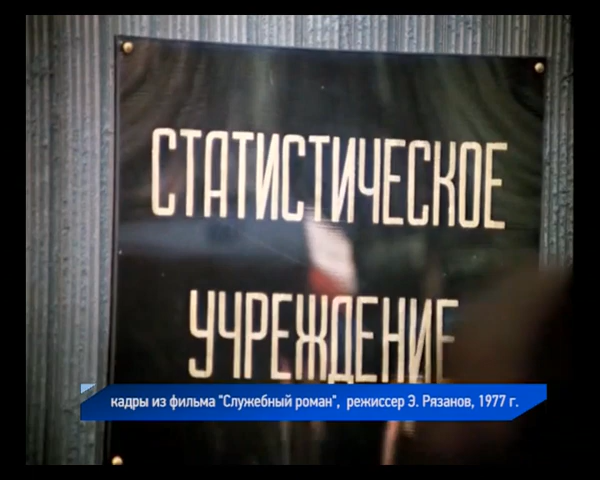 СТАТИСТИЧЕСКОЕ
УЧРЕЖДЕНИЕ
кадры из фильма "Служебный роман", режиссер Э. Рязанов, 1977 г.